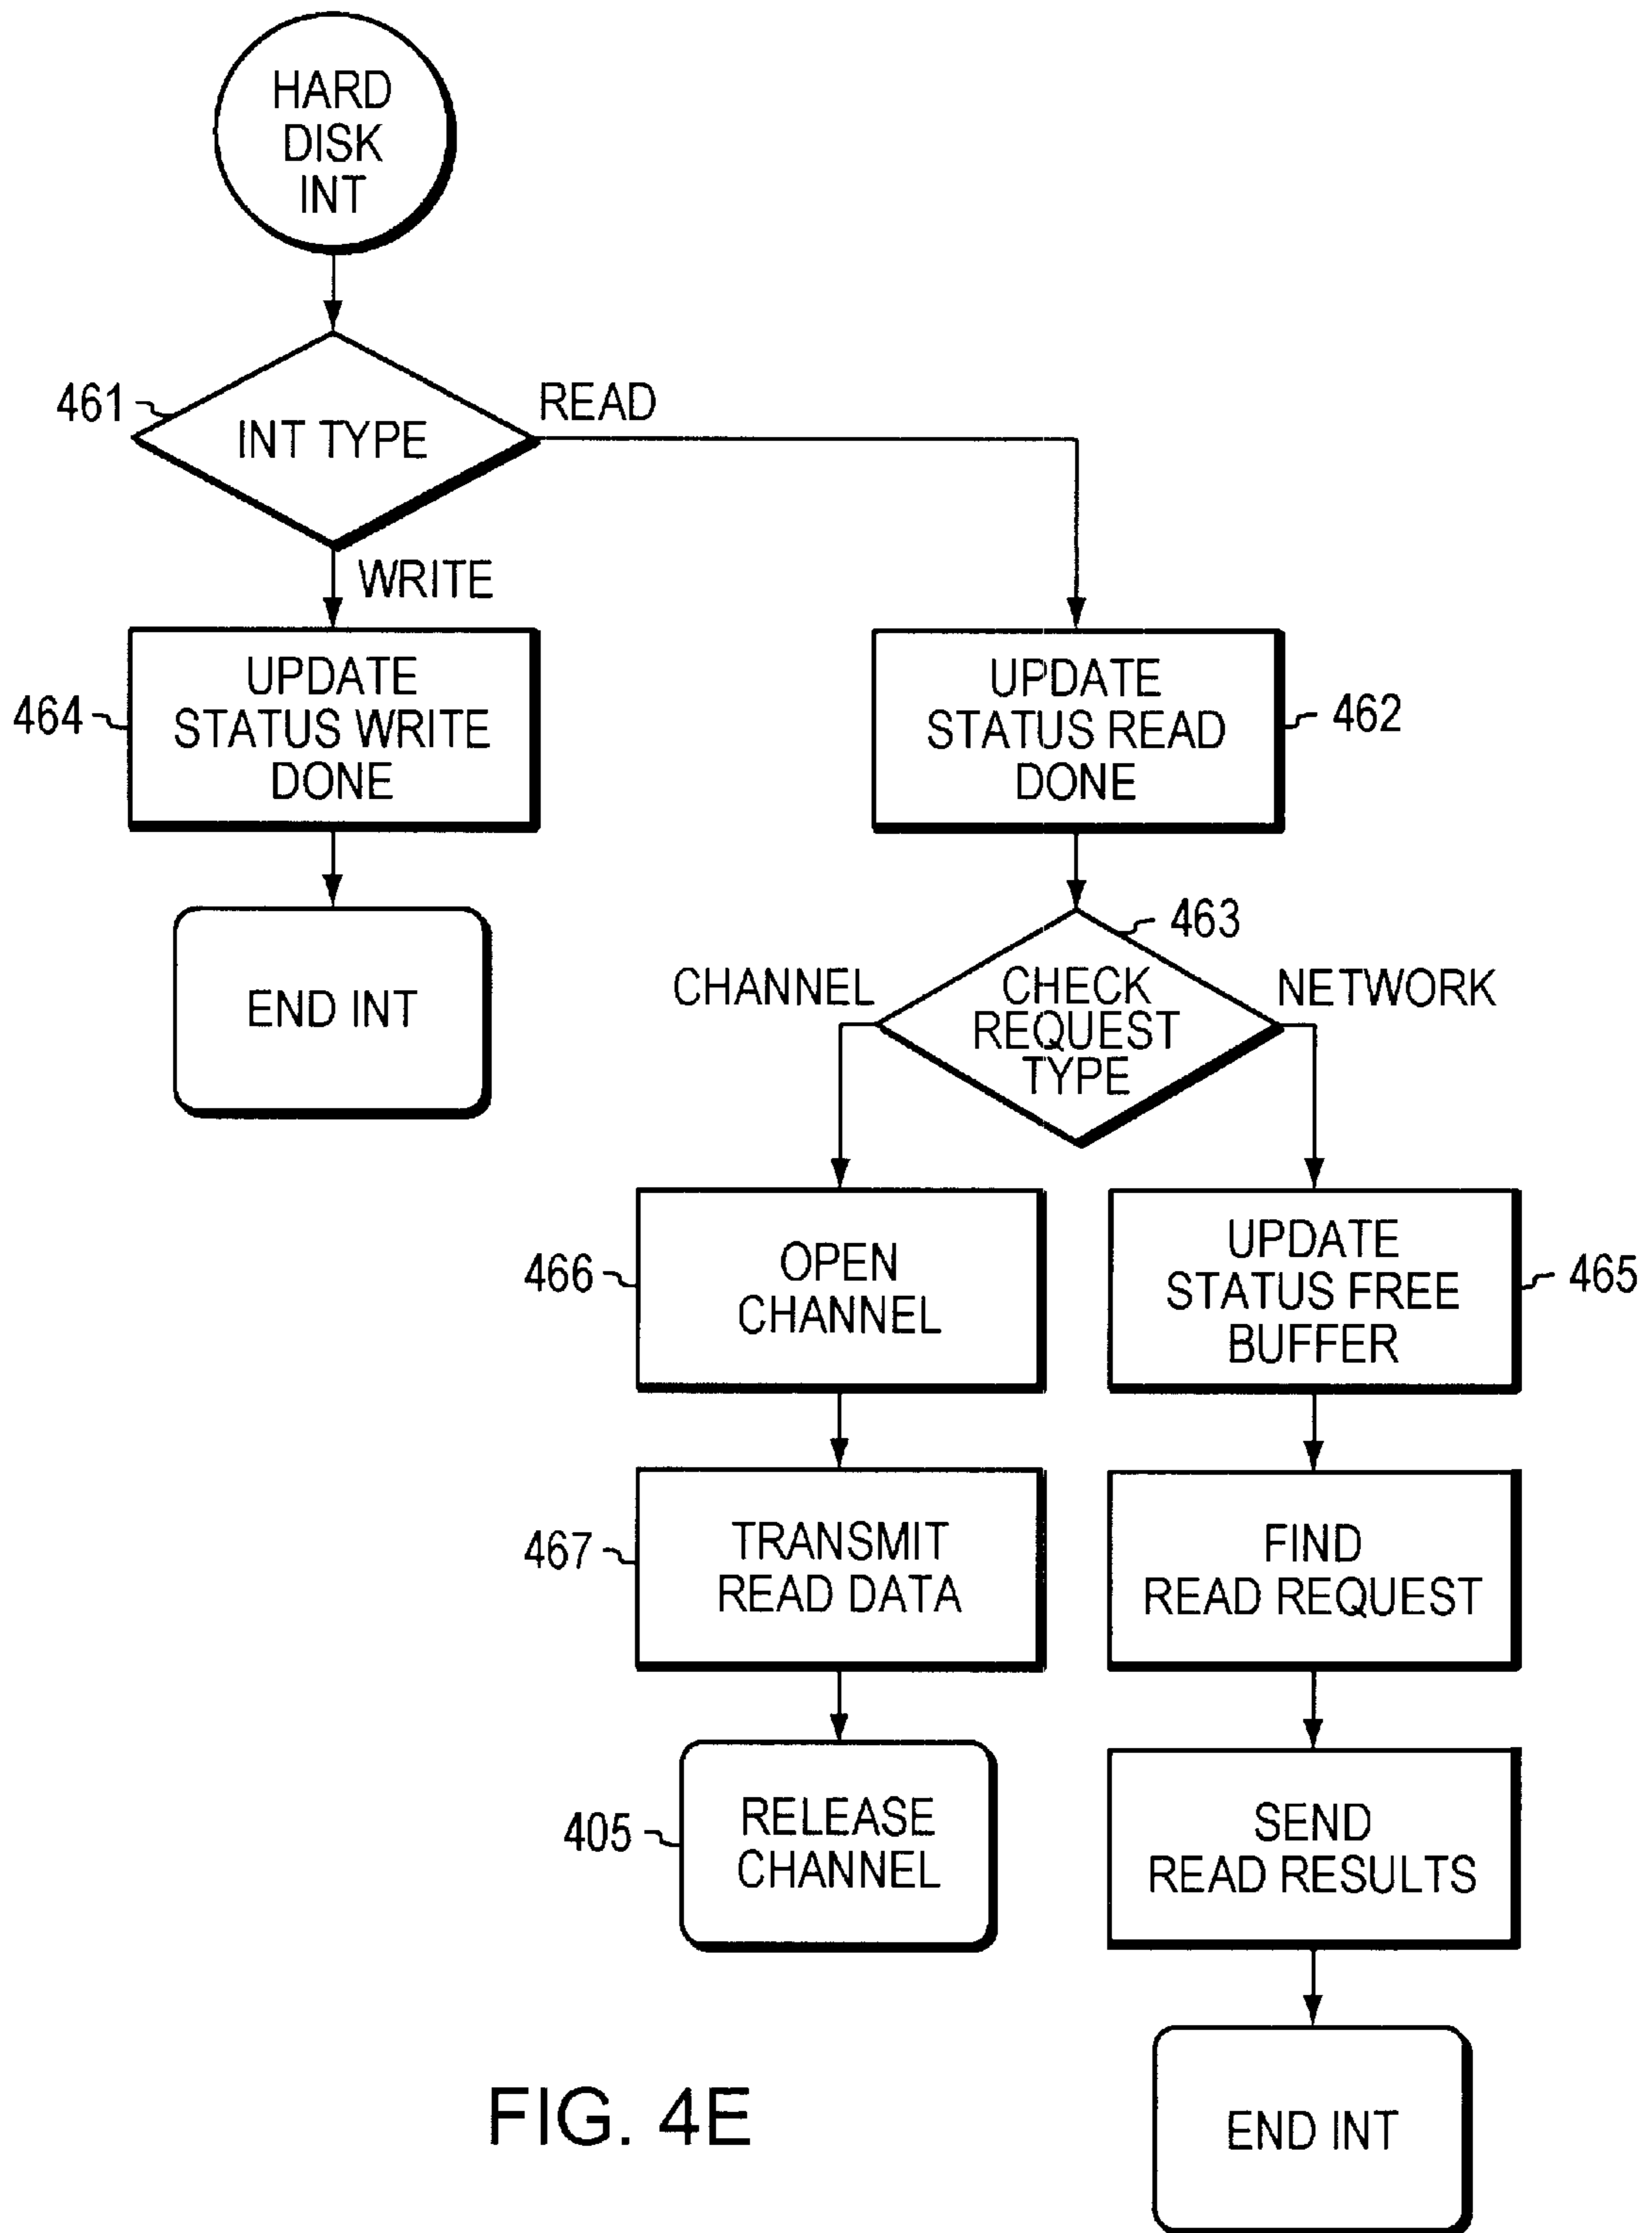 HARD
DISK
INT
461
INT TYPE
READ
WRITE
464
UPDATE
STATUS WRITE
DONE
UPDATE
STATUS READ
DONE
462
END INT
463
CHANNEL
CHECK
REQUEST
TYPE
NETWORK
466
OPEN
CHANNEL
UPDATE
STATUS FREE
BUFFER
465
467
TRANSMIT
READ DATA
FIND
READ REQUEST
405
RELEASE
CHANNEL
SEND
READ RESULTS
END INT
FIG. 4E